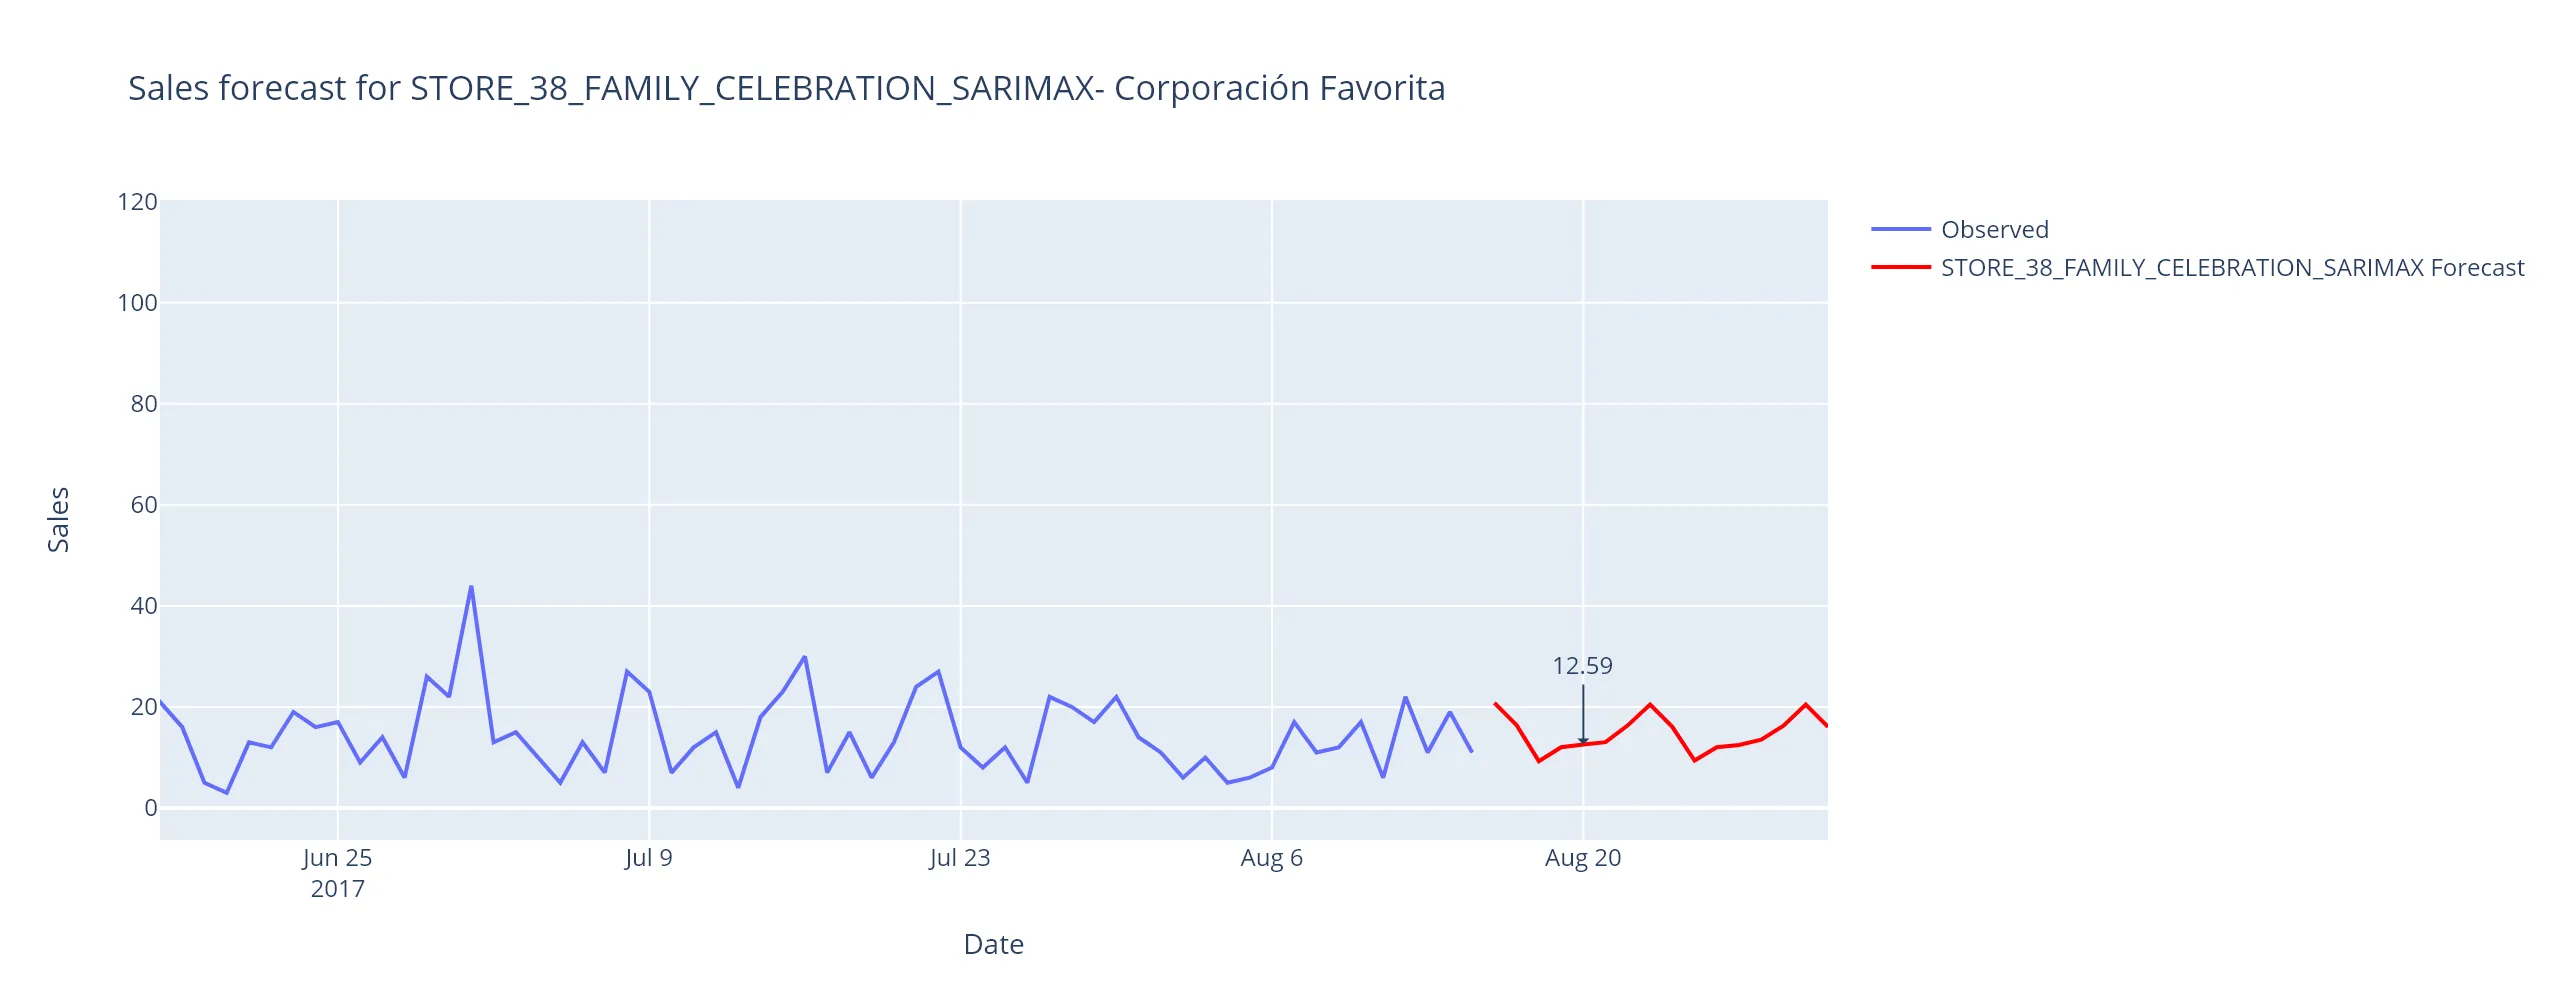 Sales forecast for STORE_38_FAMILY_CELEBRATION_SARIMAX- Corporación Favorita
120
100
80
60
40
20
0
Sales
12.59
Jun 25
2017
Jul 9
Jul 23
Aug 6
Aug 20
Date
Observed
STORE_38_FAMILY_CELEBRATION_SARIMAX Forecast